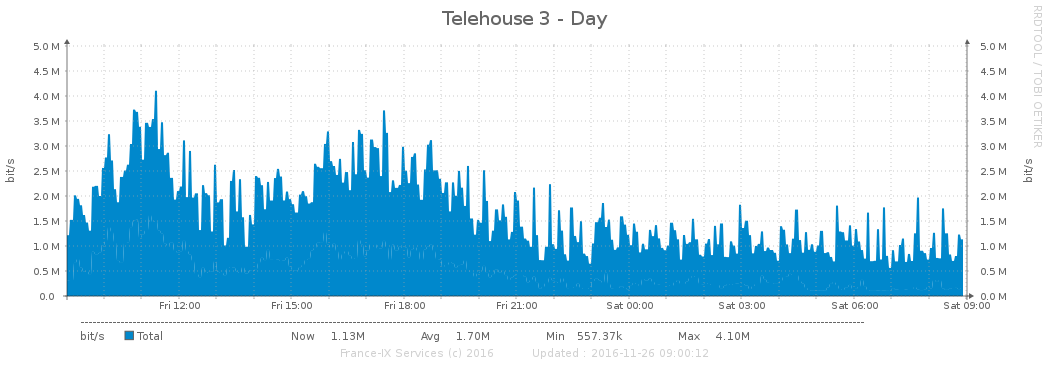 Telehouse 3 - Day
RRDTOOL / TOBI OETIKER
bit/s
5.0 M
4.5 M
4.0 M
3.5 M
3.0 M
2.5 M
2.0 M
1.5 M
1.0 M
0.5 M
0.0
5.0 M
4.5 M
4.0 M
3.5 M
3.0 M
2.5 M
2.0 M
1.5 M
1.0 M
0.5 M
0.0 M
bit/s
Fri 12:00 Fri 15:00 Fri 18:00 Fri 21:00 Sat 00:00 Sat 03:00 Sat 06:00 Sat 09:00
bit/s Total Now 1.13M Avg 1.70M Min 557.37k Max 4.10M
France-IX Services (c) 2016 Updated : 2016-11-26 09:00:12